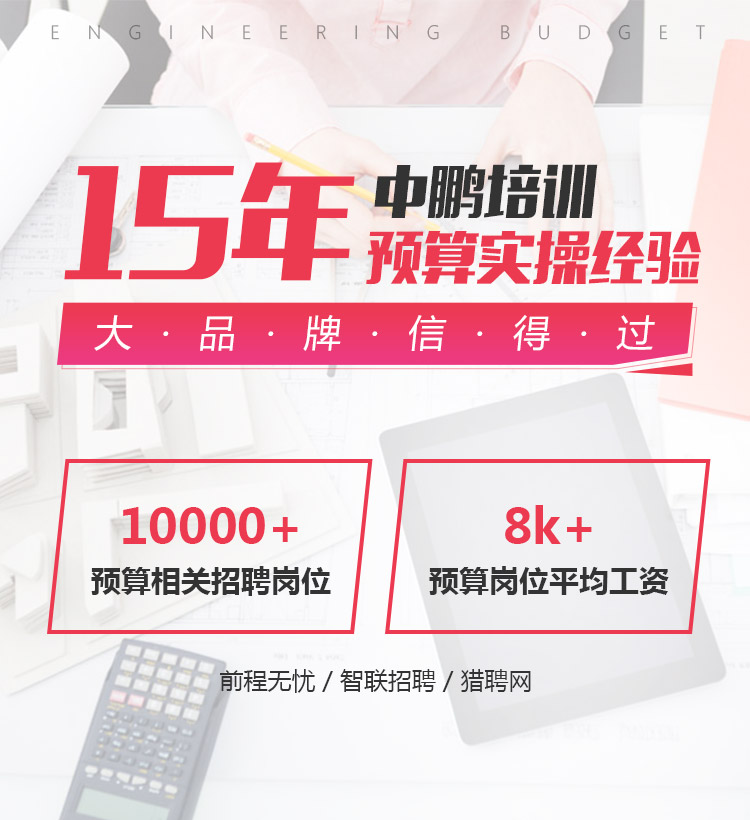 ENGINEERING BUDGET
15年
中鹏培训
预算实操经验
大·品·牌·信·得·过
10000+
预算相关招聘岗位
8k+
预算岗位平均工资
前程无忧 / 智联招聘 / 猎聘网